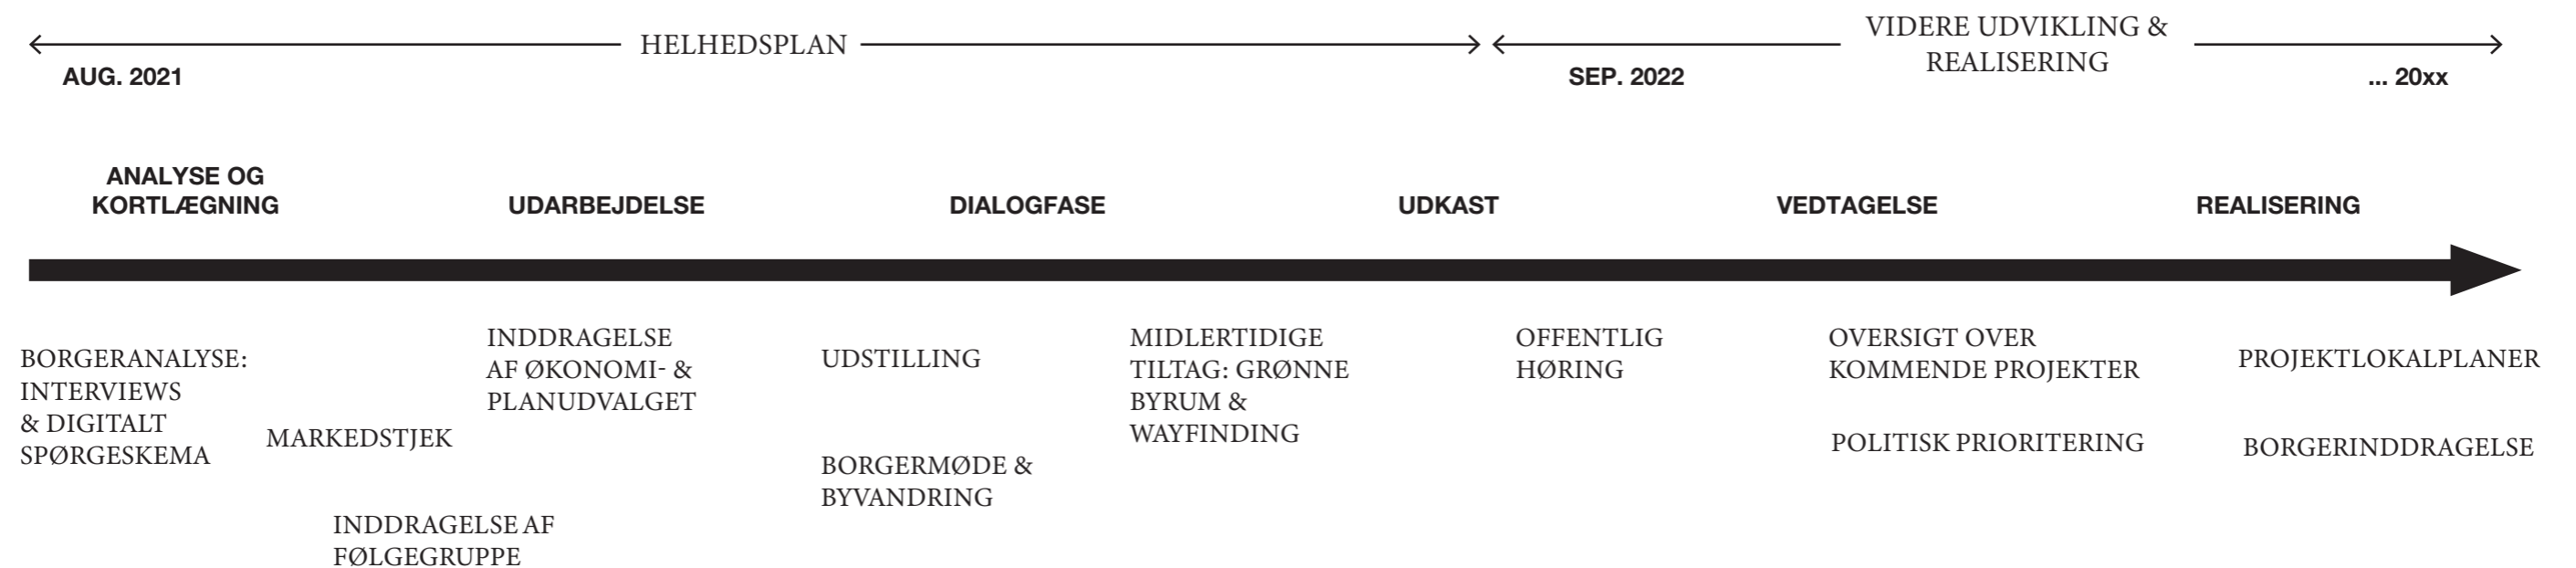 HELHEDSPLAN
VIDERE UDVIKLING &
REALISERING
AUG. 2021
SEP. 2022
... 20xx
ANALYSE OG
KORTLÆGNING
UDARBEJDELSE
DIALOGFASE
UDKAST
VEDTAGELSE
REALISERING
BORGERANALYSE:
INTERVIEWS
& DIGITALT
SPØRGESKEMA
MARKEDSTJEK
INDDRAGELSE AF
FØLGEGRUPPE
INDDRAGELSE
AF ØKONOMI- &
PLANUDVALGET
UDSTILLING
BORGERMØDE &
BYVANDRING
MIDLERTIDIGE
TILTAG: GRØNNE
BYRUM &
WAYFINDING
OFFENTLIG
HØRING
OVERSIGT OVER
KOMMENDE PROJEKTER
POLITISK PRIORITERING
PROJEKTLOKALPLANER
BORGERINDDRAGELSE